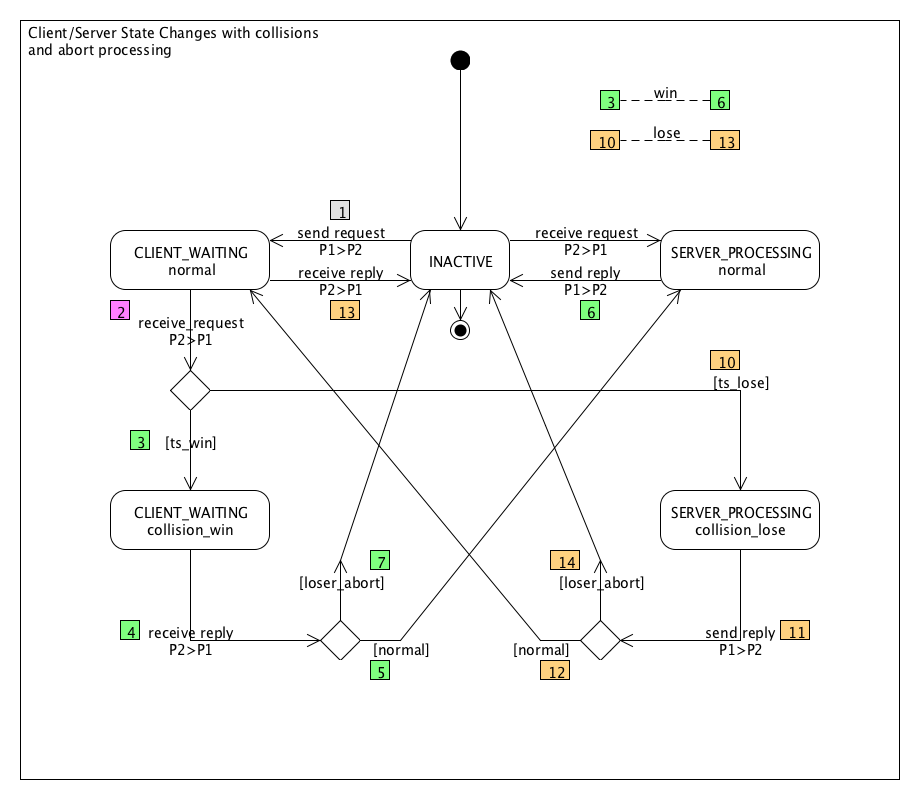 Client/Server State Changes with collisions
and abort processing
3
win
6
10
lose
13
1
send request
P1>P2
receive request
P2>P1
CLIENT_WAITING
normal
INACTIVE
SERVER_PROCESSING
normal
receive reply
P2>P1
send reply
P1>P2
2
13
6
receive_request
P2>P1
10
[ts_lose]
3
[ts_win]
CLIENT_WAITING
collision_win
SERVER_PROCESSING
collision_lose
7
14
[loser_abort]
[loser_abort]
4
receive reply
P2>P1
send reply
P1>P2
11
[normal]
[normal]
5
12